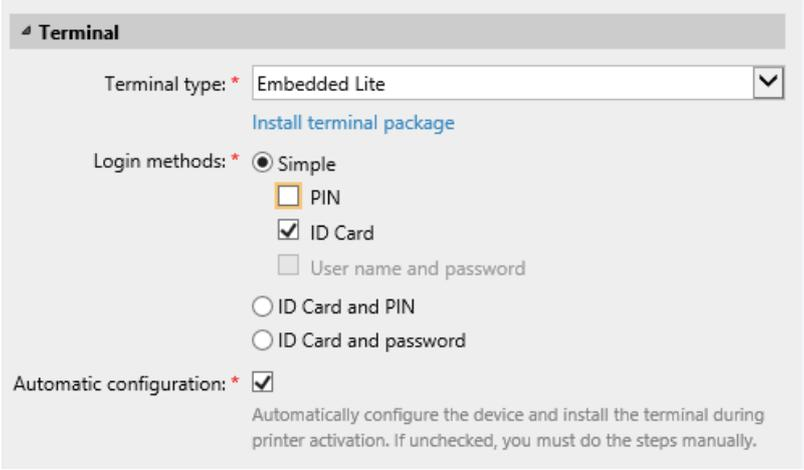 Terminal
Terminal type: * Embedded Lite
Install terminal package
Login methods: * Simple
PIN
ID Card
User name and password
ID Card and PIN
ID Card and password
Automatic configuration: *
Automatically configure the device and install the terminal during
printer activation. If unchecked, you must do the steps manually.